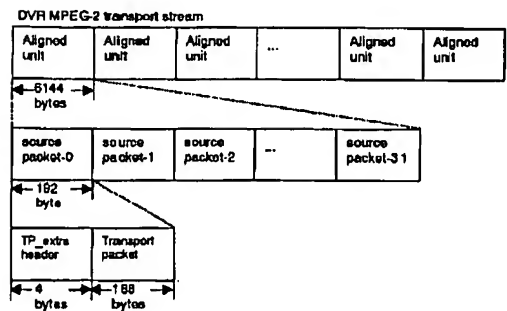 DVR MPEG-2 transport stream
Aligned unit
Aligned unit
Aligned unit
...
Aligned unit
Aligned unit
6144 bytes
source packet-0
source packet-1
source packet-2
...
source packet-31
192 byte
TP_extra header
Transport packet
4 bytes
188 bytes